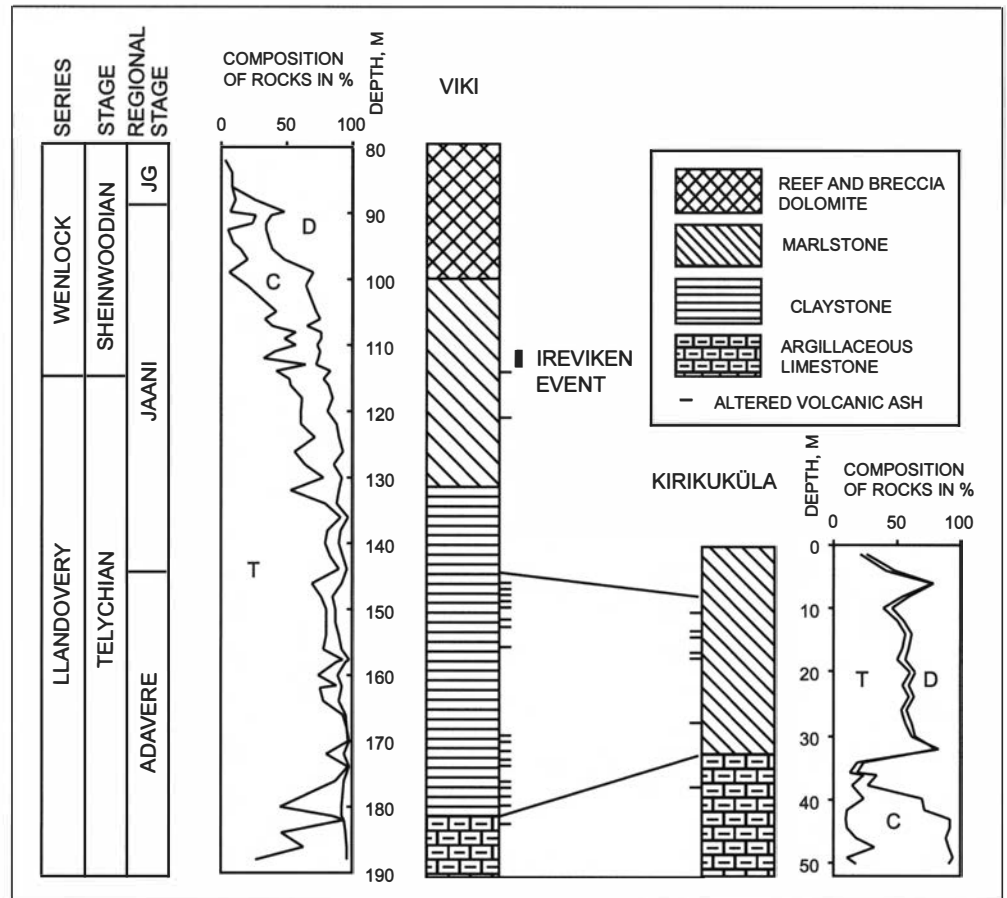 SERIES
STAGE
REGIONAL
STAGE
COMPOSITION
OF ROCKS IN %
0 50 100
DEPTH, M
VIKI
WENLOCK
LLANDOVERY
SHEINWOODIAN
TELYCHIAN
JG
JAANI
ADAVERE
D
C
T
80
90
100
110
120
130
140
150
160
170
180
190
IREVIKEN
EVENT
REEF AND BRECCIA
DOLOMITE
MARLSTONE
CLAYSTONE
ARGILLACEOUS
LIMESTONE
ALTERED VOLCANIC ASH
KIRIKUKÜLA
DEPTH, M
COMPOSITION
OF ROCKS IN %
0 50 100
0
10
20
30
40
50
T D
C